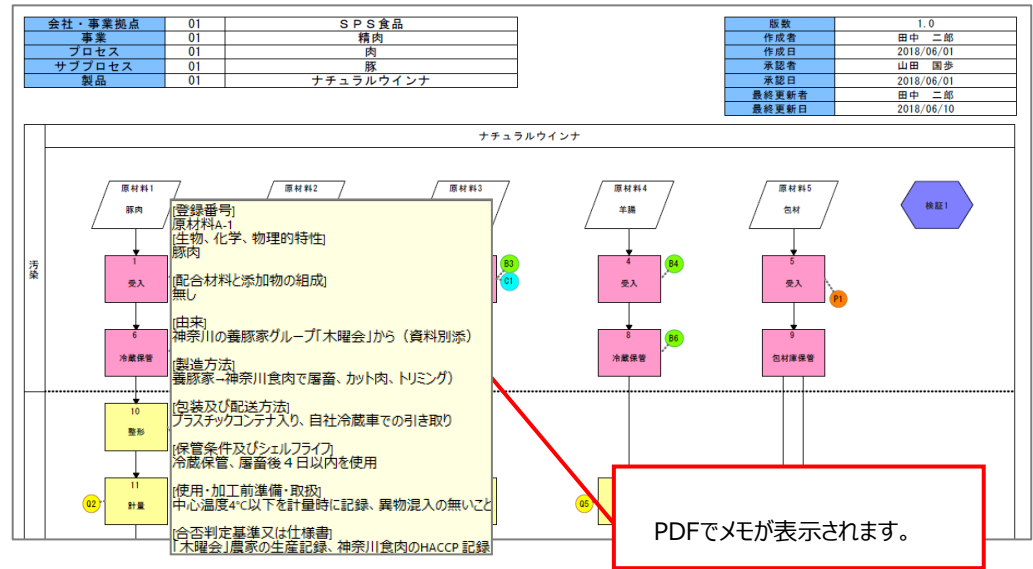 会社・事業拠点 01 SPS食品
事業 01 精肉
プロセス 01 肉
サブプロセス 01 豚
製品 01 ナチュラルウインナ
版数 1.0
作成者 田中 二郎
作成日 2018/06/01
承認者 山田 国歩
承認日 2018/06/01
最終更新者 田中 二郎
最終更新日 2018/06/10
ナチュラルウインナ
汚染
原材料1
豚肉
原材料2
原材料3
原材料4
羊腸
原材料5
包材
検証1
1
受入
B3
C1
4
受入
B4
5
受入
P1
6
冷蔵保管
8
冷蔵保管
B6
9
包材庫保管
10
整形
11
計量
Q2
Q5
[登録番号]
原材料A-1
[生物、化学、物理的特性]
豚肉
[配合材料と添加物の組成]
無し
[由来]
神奈川の養豚家グループ「木曜会」から（資料別添）
[製造方法]
養豚家→神奈川食肉で屠畜、カット肉、トリミング）
[包装及び配送方法]
プラスチックコンテナ入り、自社冷蔵車での引き取り
[保管条件及びシェルフライフ]
冷蔵保管、屠畜後４日以内を使用
[使用・加工前準備・取扱]
中心温度4℃以下を計量時に記録、異物混入の無いこと
[合否判定基準又は仕様書]
「木曜会」農家の生産記録、神奈川食肉のHACCP 記録
PDFでメモが表示されます。